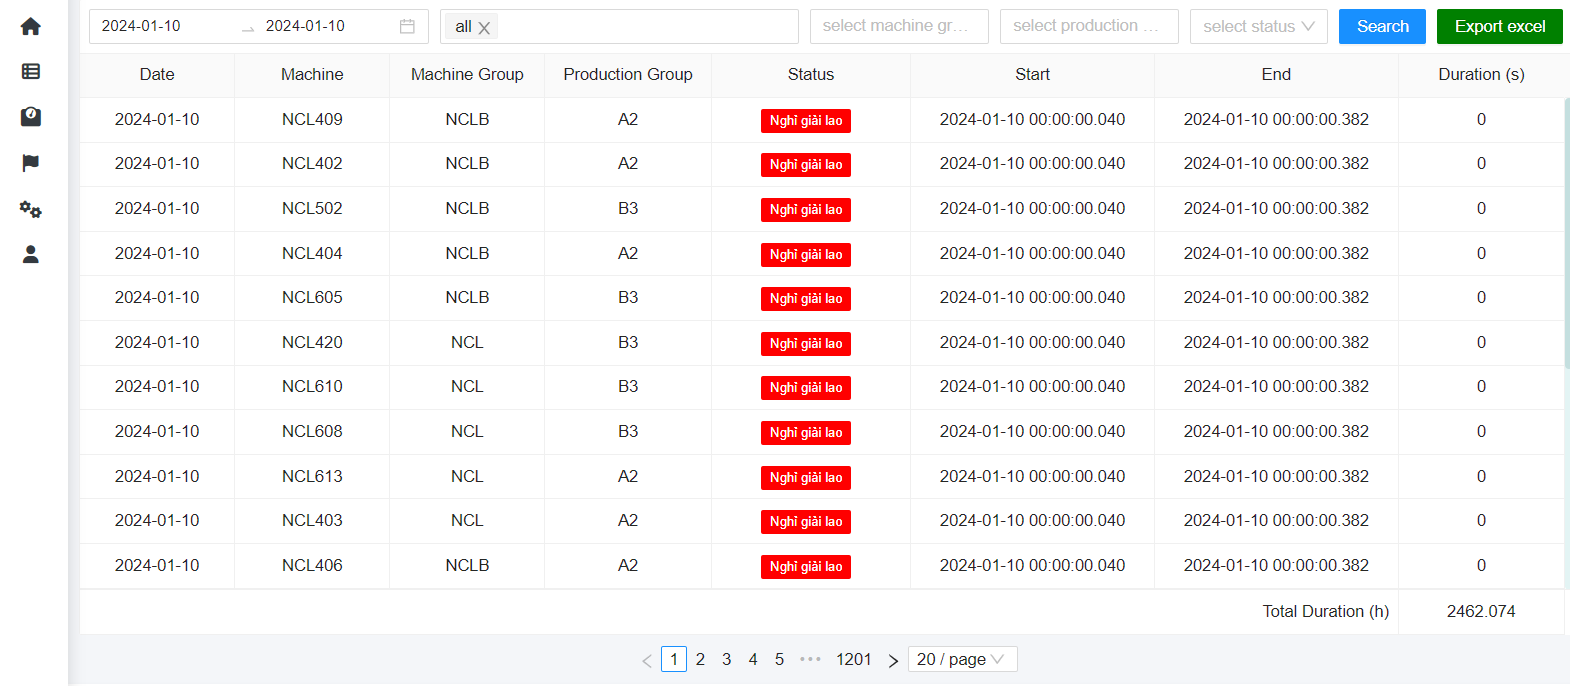 2024-01-10 2024-01-10 all select machine gr... select production ... select status Search Export excel
Date Machine Machine Group Production Group Status Start End Duration (s)
2024-01-10 NCL409 NCLB A2 Nghỉ giải lao 2024-01-10 00:00:00.040 2024-01-10 00:00:00.382 0
2024-01-10 NCL402 NCLB A2 Nghỉ giải lao 2024-01-10 00:00:00.040 2024-01-10 00:00:00.382 0
2024-01-10 NCL502 NCLB B3 Nghỉ giải lao 2024-01-10 00:00:00.040 2024-01-10 00:00:00.382 0
2024-01-10 NCL404 NCLB A2 Nghỉ giải lao 2024-01-10 00:00:00.040 2024-01-10 00:00:00.382 0
2024-01-10 NCL605 NCLB B3 Nghỉ giải lao 2024-01-10 00:00:00.040 2024-01-10 00:00:00.382 0
2024-01-10 NCL420 NCL B3 Nghỉ giải lao 2024-01-10 00:00:00.040 2024-01-10 00:00:00.382 0
2024-01-10 NCL610 NCL B3 Nghỉ giải lao 2024-01-10 00:00:00.040 2024-01-10 00:00:00.382 0
2024-01-10 NCL608 NCL B3 Nghỉ giải lao 2024-01-10 00:00:00.040 2024-01-10 00:00:00.382 0
2024-01-10 NCL613 NCL A2 Nghỉ giải lao 2024-01-10 00:00:00.040 2024-01-10 00:00:00.382 0
2024-01-10 NCL403 NCL A2 Nghỉ giải lao 2024-01-10 00:00:00.040 2024-01-10 00:00:00.382 0
2024-01-10 NCL406 NCLB A2 Nghỉ giải lao 2024-01-10 00:00:00.040 2024-01-10 00:00:00.382 0
Total Duration (h) 2462.074
1 2 3 4 5 ••• 1201 20 / page